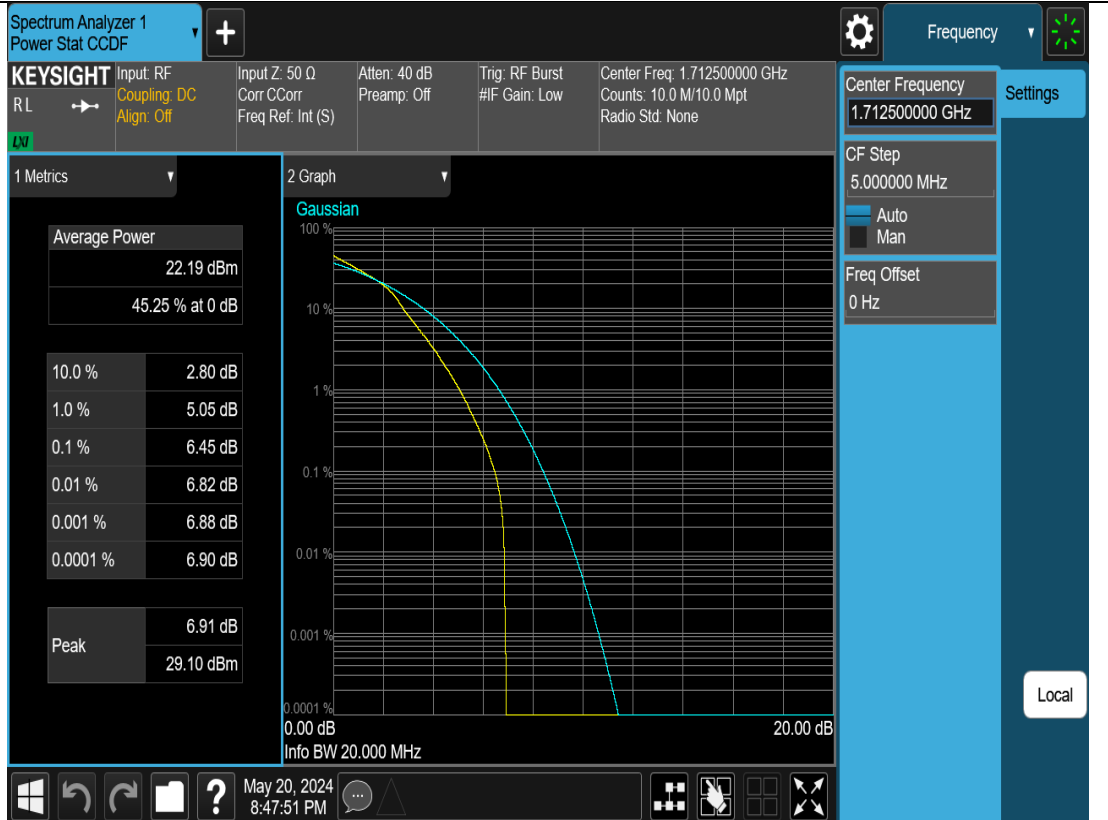 Spectrum Analyzer 1
Power Stat CCDF
+
Frequency
KEYSIGHT
R L
LXI
Input: RF
Coupling: DC
Align: Off
Input Z: 50 Ω
Corr CCorr
Freq Ref: Int (S)
Atten: 40 dB
Preamp: Off
Trig: RF Burst
#IF Gain: Low
Center Freq: 1.712500000 GHz
Counts: 10.0 M/10.0 Mpt
Radio Std: None
Center Frequency
1.712500000 GHz
Settings
CF Step
5.000000 MHz
Auto
Man
Freq Offset
0 Hz
1 Metrics
Average Power
22.19 dBm
45.25 % at 0 dB
10.0 % 2.80 dB
1.0 % 5.05 dB
0.1 % 6.45 dB
0.01 % 6.82 dB
0.001 % 6.88 dB
0.0001 % 6.90 dB
Peak
6.91 dB
29.10 dBm
2 Graph
Gaussian
100 %
10 %
1 %
0.1 %
0.01 %
0.001 %
0.0001 %
0.00 dB 20.00 dB
Info BW 20.000 MHz
Local
?
May 20, 2024
8:47:51 PM